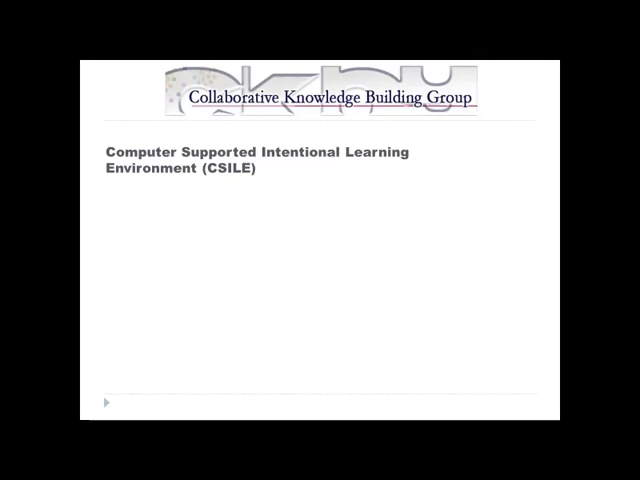 Collaborative Knowledge Building Group
Computer Supported Intentional Learning
Environment (CSILE)